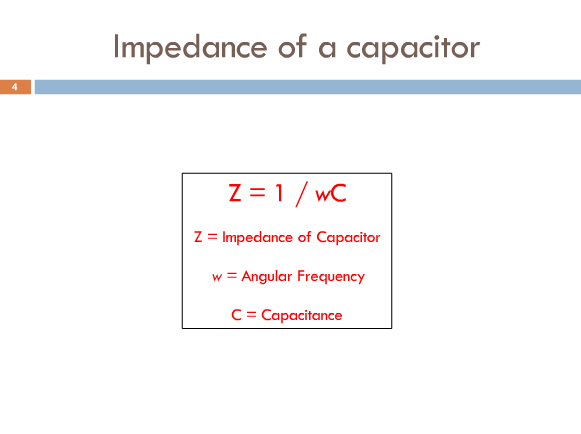 Impedance of a capacitor
4
Z = 1 / wC
Z = Impedance of Capacitor
w = Angular Frequency
C = Capacitance